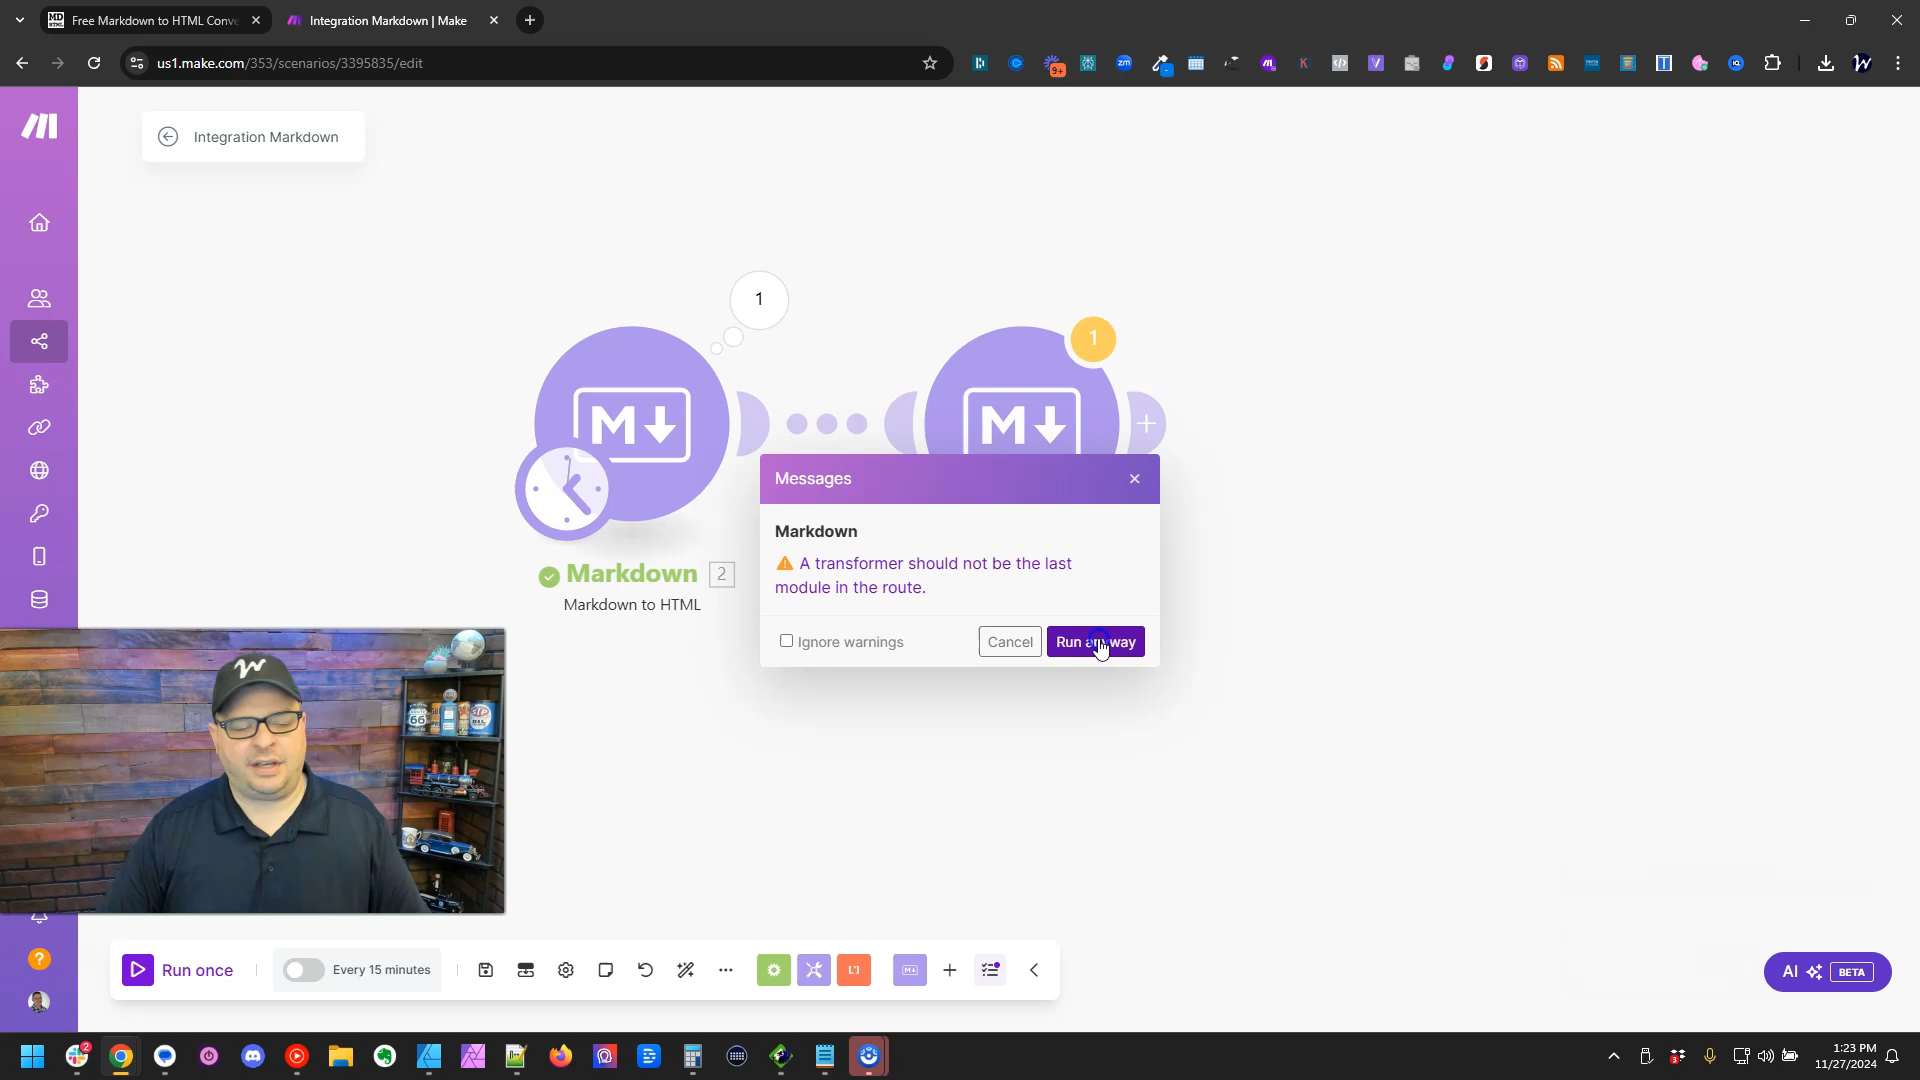 Free Markdown to HTML Conve
Integration Markdown | Make
us1.make.com/353/scenarios/3395835/edit
Integration Markdown
1
1
M
M
Markdown
2
Markdown to HTML
Messages
Markdown
A transformer should not be the last
module in the route.
Ignore warnings
Cancel
Run anyway
ROUTE
66
Run once
Every 15 minutes
AI
BETA
1:23 PM
11/27/2024